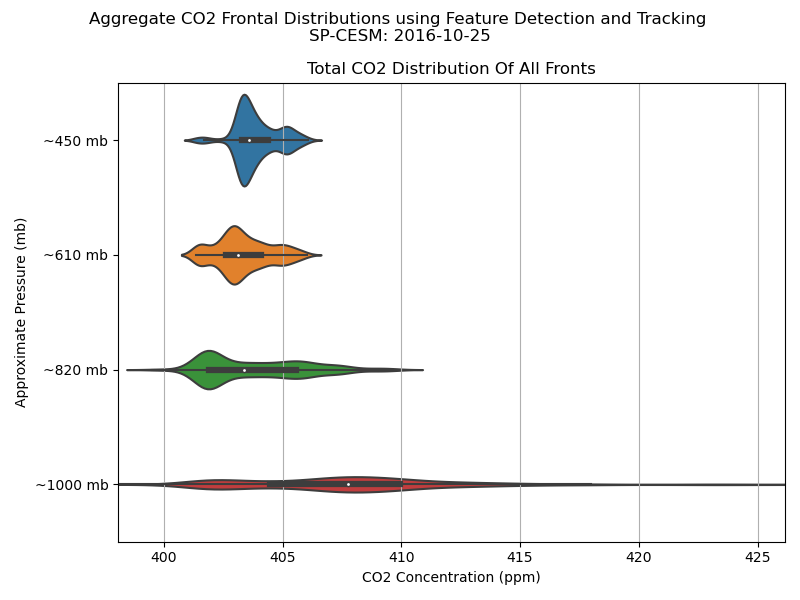 Aggregate CO2 Frontal Distributions using Feature Detection and Tracking
SP-CESM: 2016-10-25
Total CO2 Distribution Of All Fronts
Approximate Pressure (mb)
~450 mb
~610 mb
~820 mb
~1000 mb
400 405 410 415 420 425
CO2 Concentration (ppm)